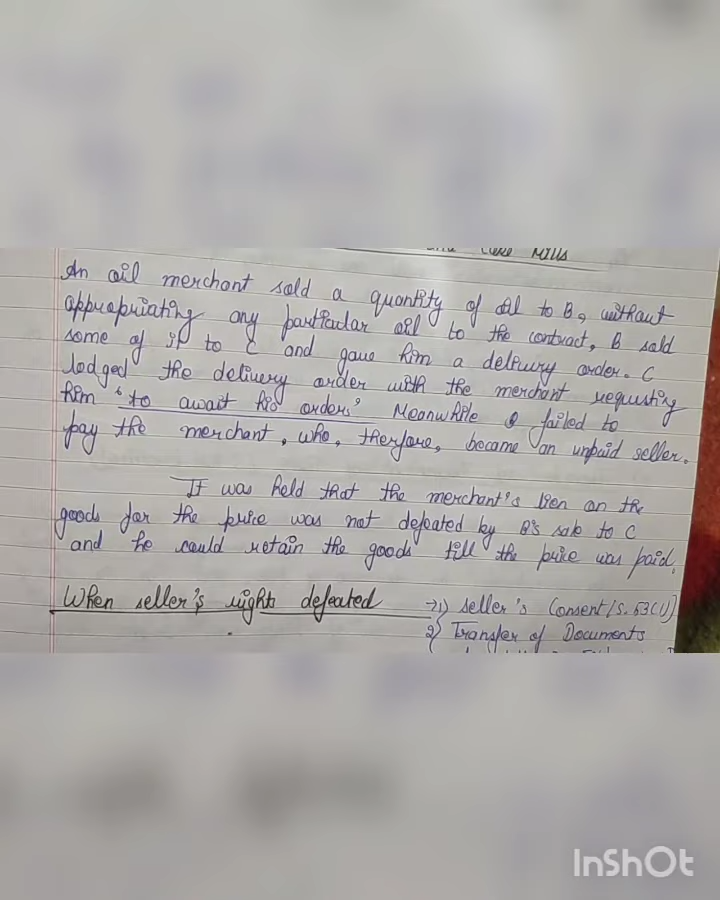 and Cake Mills
An oil merchant sold a quantity of oil to B, without
appropriating any particular oil to the contract, B sold
some of it to C and gave him a delivery order. C
lodged the delivery order with the merchant requesting
him "to await his orders" Meanwhile failed to
pay the merchant, who, therefore, became an unpaid seller.
It was held that the merchant's lien on the
goods for the price was not defeated by B's sale to C
and he could retain the goods till the price was paid.
When seller's rights defeated → 1) Seller's Consent/S.53(1)
2) Transfer of Documents
InShOt